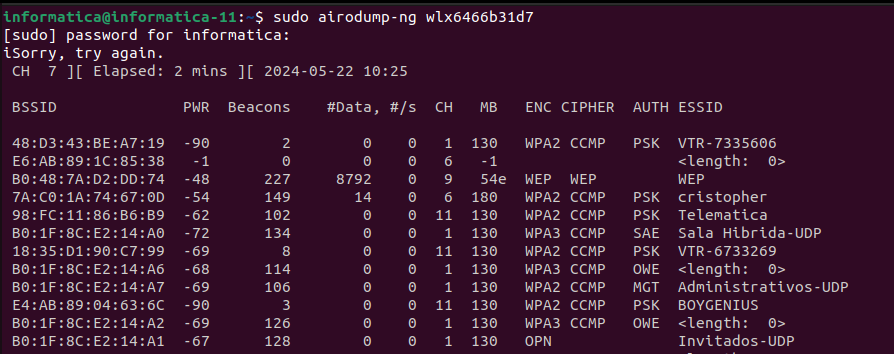 informatica@informatica-11:~$ sudo airodump-ng wlx6466b31d7
[sudo] password for informatica:
iSorry, try again.
CH  7 ][ Elapsed: 2 mins ][ 2024-05-22 10:25
BSSID              PWR  Beacons    #Data, #/s  CH   MB   ENC CIPHER  AUTH ESSID
48:D3:43:BE:A7:19  -90        2        0    0   1  130   WPA2 CCMP   PSK  VTR-7335606
E6:AB:89:1C:85:38   -1        0        0    0   6   -1                    <length:  0>
B0:48:7A:D2:DD:74  -48      227     8792    0   9   54e  WEP  WEP         WEP
7A:C0:1A:74:67:0D  -54      149       14    0   6  180   WPA2 CCMP   PSK  cristopher
98:FC:11:86:B6:B9  -62      102        0    0  11  130   WPA2 CCMP   PSK  Telematica
B0:1F:8C:E2:14:A0  -72      134        0    0   1  130   WPA3 CCMP   SAE  Sala Hibrida-UDP
18:35:D1:90:C7:99  -69        8        0    0  11  130   WPA2 CCMP   PSK  VTR-6733269
B0:1F:8C:E2:14:A6  -68      114        0    0   1  130   WPA3 CCMP   OWE  <length:  0>
B0:1F:8C:E2:14:A7  -69      106        0    0   1  130   WPA2 CCMP   MGT  Administrativos-UDP
E4:AB:89:04:63:6C  -90        3        0    0  11  130   WPA2 CCMP   PSK  BOYGENIUS
B0:1F:8C:E2:14:A2  -69      126        0    0   1  130   WPA3 CCMP   OWE  <length:  0>
B0:1F:8C:E2:14:A1  -67      128        0    0   1  130   OPN              Invitados-UDP